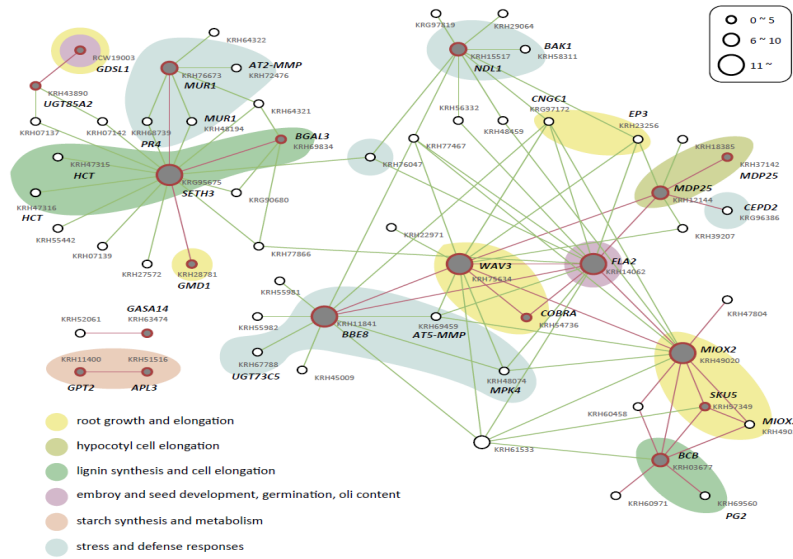 KRH64322
KRG97819
KRH29064
0 ~ 5
6 ~ 10
11 ~
RCW19003
GDSL1
AT2-MMP
KRH72476
KRH76673
MUR1
KRH15517
NDL1
BAK1
KRH58311
KRH43890
UGT85A2
CNGC1
KRG97172
EP3
KRH23256
KRH07137
KRH07142
KRH68739
PR4
MUR1
KRH48194
KRH64321
KRH56332
KRH48459
BGAL3
KRH69834
KRH77467
KRH18385
KRH47315
HCT
KRH76047
KRH37142
MDP25
KRG95675
SETH3
MDP25
KRH12144
KRH47316
HCT
KRG90680
CEPD2
KRG96386
KRH55442
KRH22971
KRH39207
KRH07139
KRH77866
KRH27572
KRH28781
GMD1
WAV3
KRH75634
FLA2
KRH14062
KRH55981
GASA14
KRH63474
KRH52061
KRH55982
KRH11841
BBE8
KRH69459
AT5-MMP
COBRA
KRH54736
KRH47804
MIOX2
KRH49020
KRH11400
GPT2
KRH51516
APL3
KRH67788
UGT73C5
KRH45009
KRH48074
MPK4
SKU5
KRH57349
KRH60458
MIOX
KRH490
KRH61533
BCB
KRH03677
KRH60971
KRH69560
PG2
root growth and elongation
hypocotyl cell elongation
lignin synthesis and cell elongation
embroy and seed development, germination, oli content
starch synthesis and metabolism
stress and defense responses